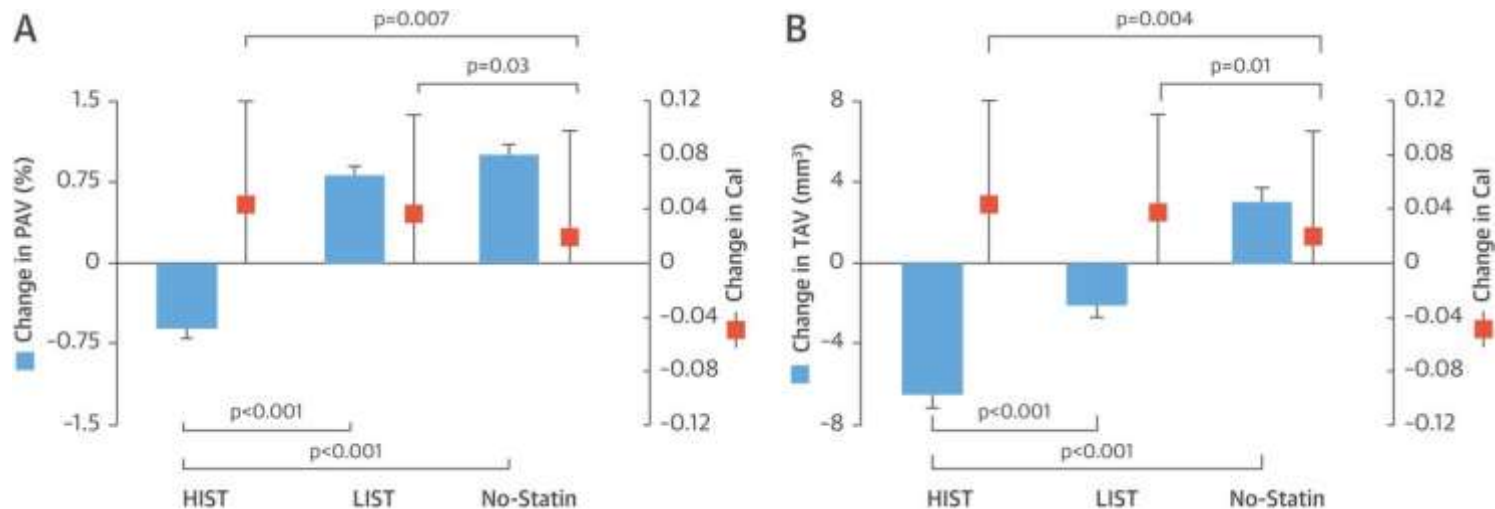 A
p=0.007
p=0.03
1.5
0.75
0
−0.75
−1.5
Change in PAV (%)
0.12
0.08
0.04
0
−0.04
−0.08
−0.12
Change in Cal
p<0.001
p<0.001
HIST LIST No-Statin
B
p=0.004
p=0.01
8
4
0
−4
−8
Change in TAV (mm³)
0.12
0.08
0.04
0
−0.04
−0.08
−0.12
Change in Cal
p<0.001
p<0.001
HIST LIST No-Statin